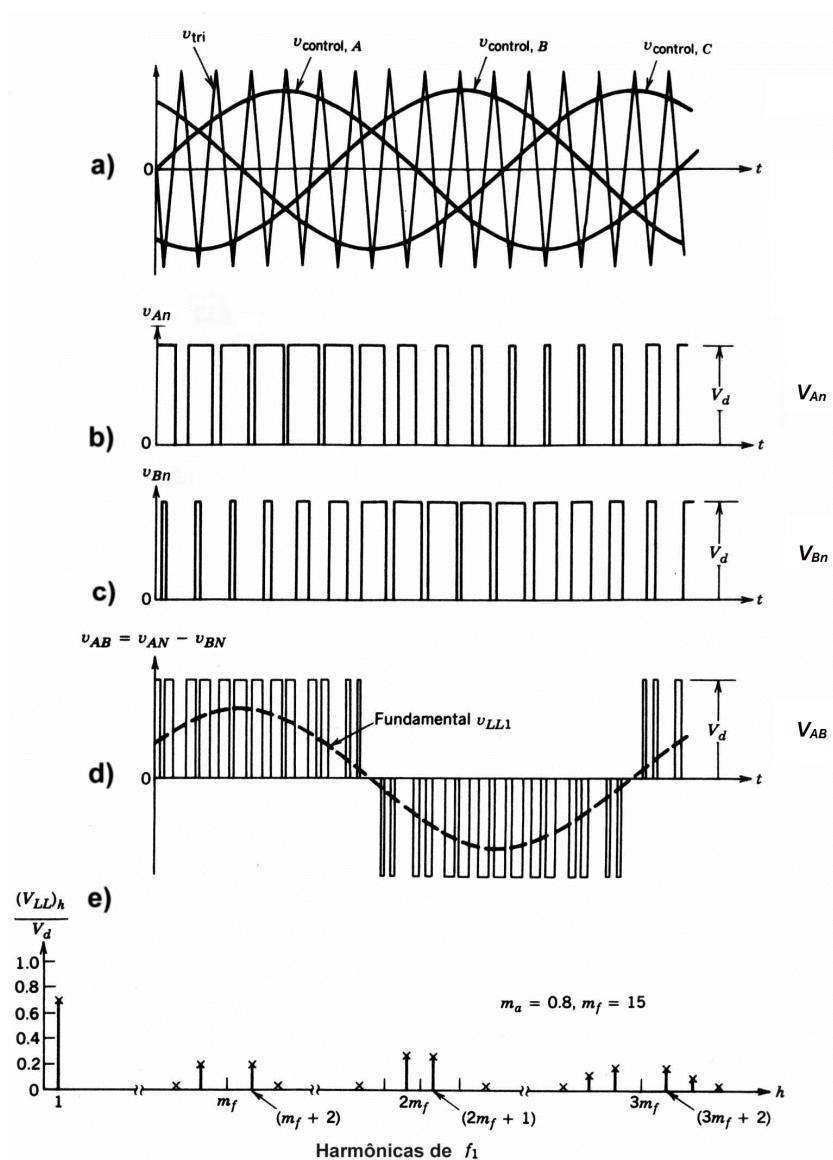 v_tri
v_control, A
v_control, B
v_control, C
a)
0
t
v_An
V_d
V_An
b)
0
t
v_Bn
V_d
V_Bn
c)
0
t
v_AB = v_AN − v_BN
Fundamental v_LL1
V_d
V_AB
d)
0
t
e)
(V_LL)_h
V_d
1.0
0.8
0.6
0.4
0.2
0
m_a = 0.8, m_f = 15
1
m_f
(m_f + 2)
2m_f
(2m_f + 1)
3m_f
(3m_f + 2)
h
Harmônicas de f_1